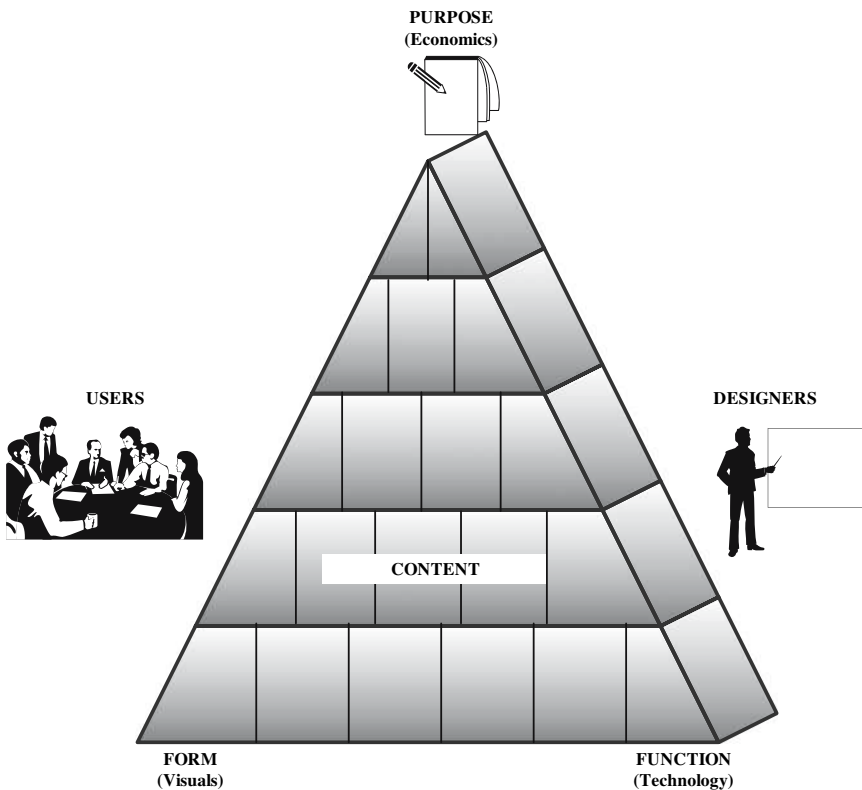 PURPOSE
(Economics)
USERS
DESIGNERS
CONTENT
FORM
(Visuals)
FUNCTION
(Technology)